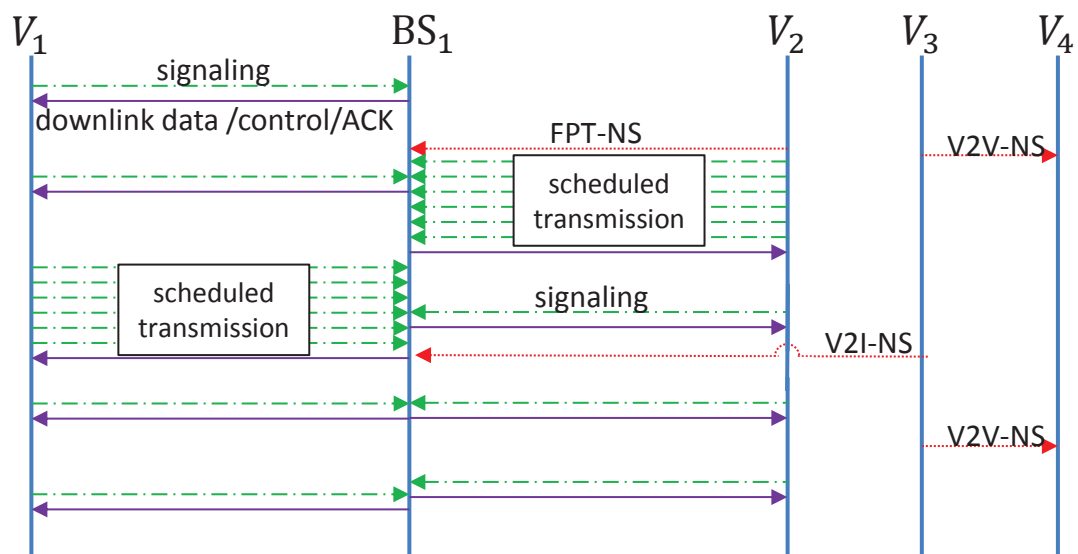 V₁ BS₁ V₂ V₃ V₄
signaling
downlink data /control/ACK
FPT-NS
V2V-NS
scheduled
transmission
scheduled
transmission
signaling
V2I-NS
V2V-NS